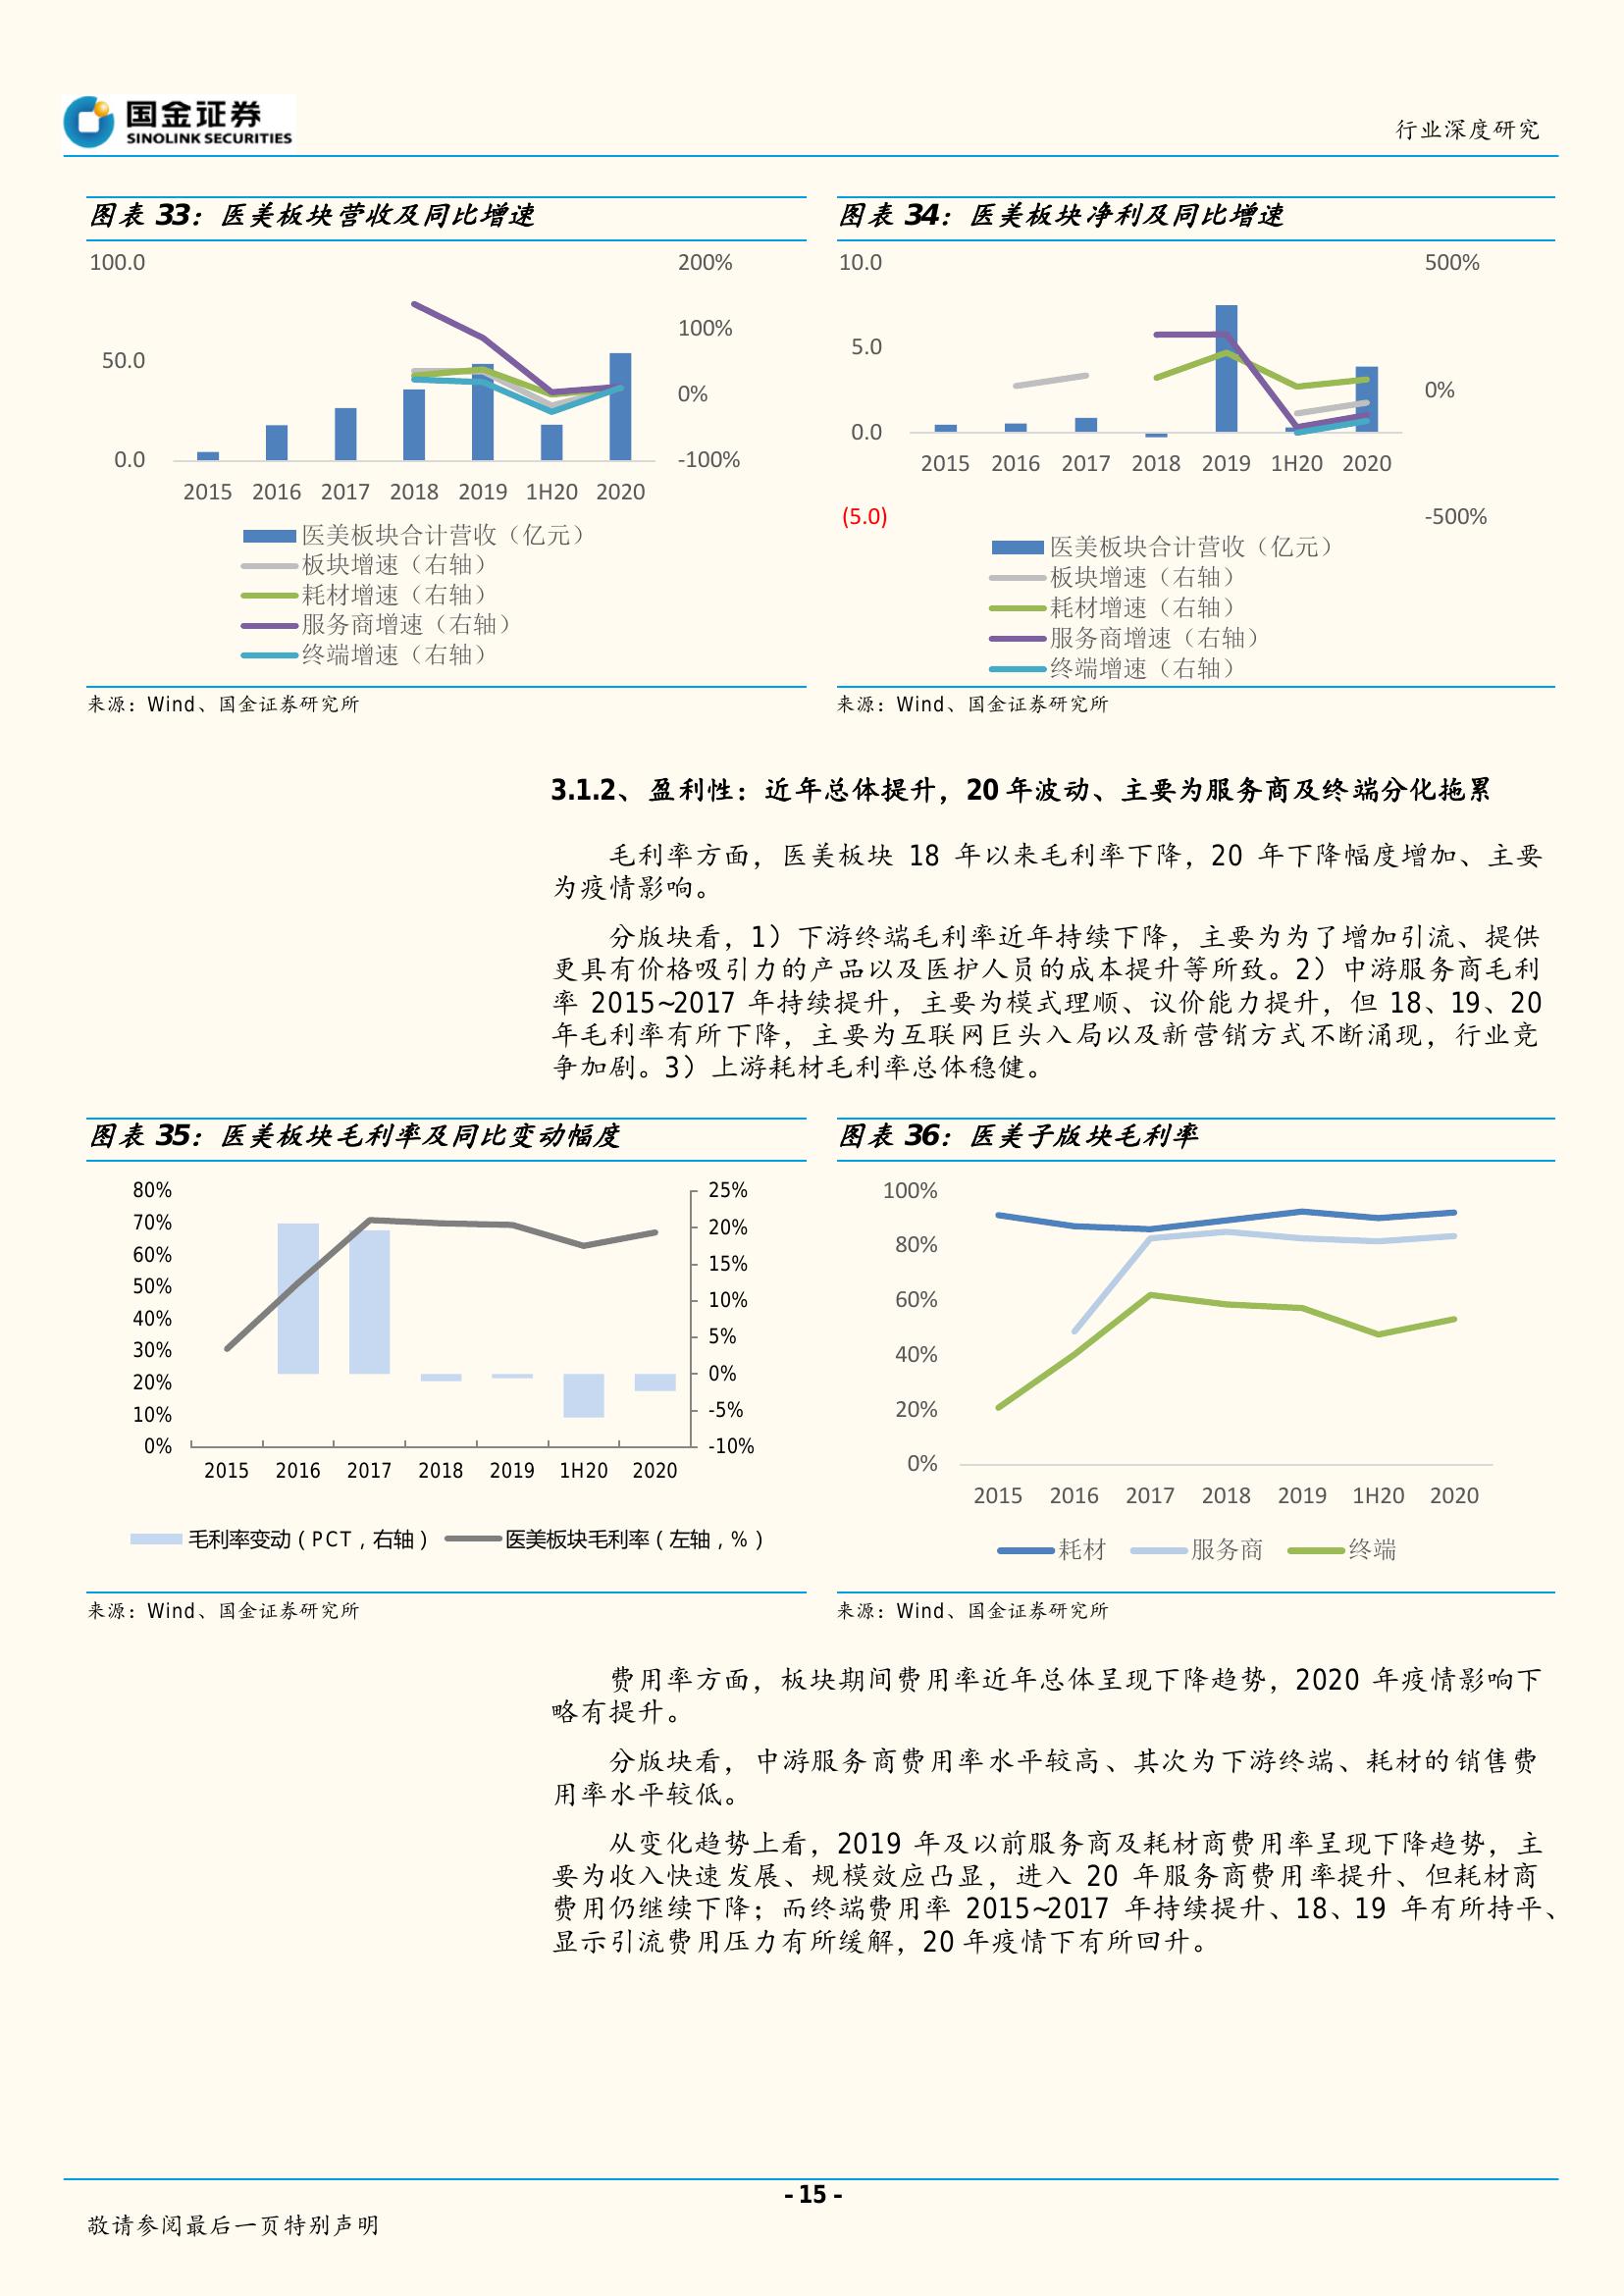 国金证券
SINOLINK SECURITIES
行业深度研究
图表 33：医美板块营收及同比增速
100.0
50.0
0.0
200%
100%
0%
-100%
2015 2016 2017 2018 2019 1H20 2020
医美板块合计营收（亿元）
板块增速（右轴）
耗材增速（右轴）
服务商增速（右轴）
终端增速（右轴）
来源：Wind、国金证券研究所
图表 34：医美板块净利及同比增速
10.0
5.0
0.0
(5.0)
500%
0%
-500%
2015 2016 2017 2018 2019 1H20 2020
医美板块合计营收（亿元）
板块增速（右轴）
耗材增速（右轴）
服务商增速（右轴）
终端增速（右轴）
来源：Wind、国金证券研究所
3.1.2、盈利性：近年总体提升，20 年波动、主要为服务商及终端分化拖累
毛利率方面，医美板块 18 年以来毛利率下降，20 年下降幅度增加、主要
为疫情影响。
分版块看，1）下游终端毛利率近年持续下降，主要为为了增加引流、提供
更具有价格吸引力的产品以及医护人员的成本提升等所致。2）中游服务商毛利
率 2015~2017 年持续提升，主要为模式理顺、议价能力提升，但 18、19、20
年毛利率有所下降，主要为互联网巨头入局以及新营销方式不断涌现，行业竞
争加剧。3）上游耗材毛利率总体稳健。
图表 35：医美板块毛利率及同比变动幅度
80%
70%
60%
50%
40%
30%
20%
10%
0%
25%
20%
15%
10%
5%
0%
-5%
-10%
2015 2016 2017 2018 2019 1H20 2020
毛利率变动（PCT，右轴） 医美板块毛利率（左轴，%）
来源：Wind、国金证券研究所
图表 36：医美子版块毛利率
100%
80%
60%
40%
20%
0%
2015 2016 2017 2018 2019 1H20 2020
耗材 服务商 终端
来源：Wind、国金证券研究所
费用率方面，板块期间费用率近年总体呈现下降趋势，2020 年疫情影响下
略有提升。
分版块看，中游服务商费用率水平较高、其次为下游终端、耗材的销售费
用率水平较低。
从变化趋势上看，2019 年及以前服务商及耗材商费用率呈现下降趋势，主
要为收入快速发展、规模效应凸显，进入 20 年服务商费用率提升、但耗材商
费用仍继续下降；而终端费用率 2015~2017 年持续提升、18、19 年有所持平、
显示引流费用压力有所缓解，20 年疫情下有所回升。
- 15 -
敬请参阅最后一页特别声明